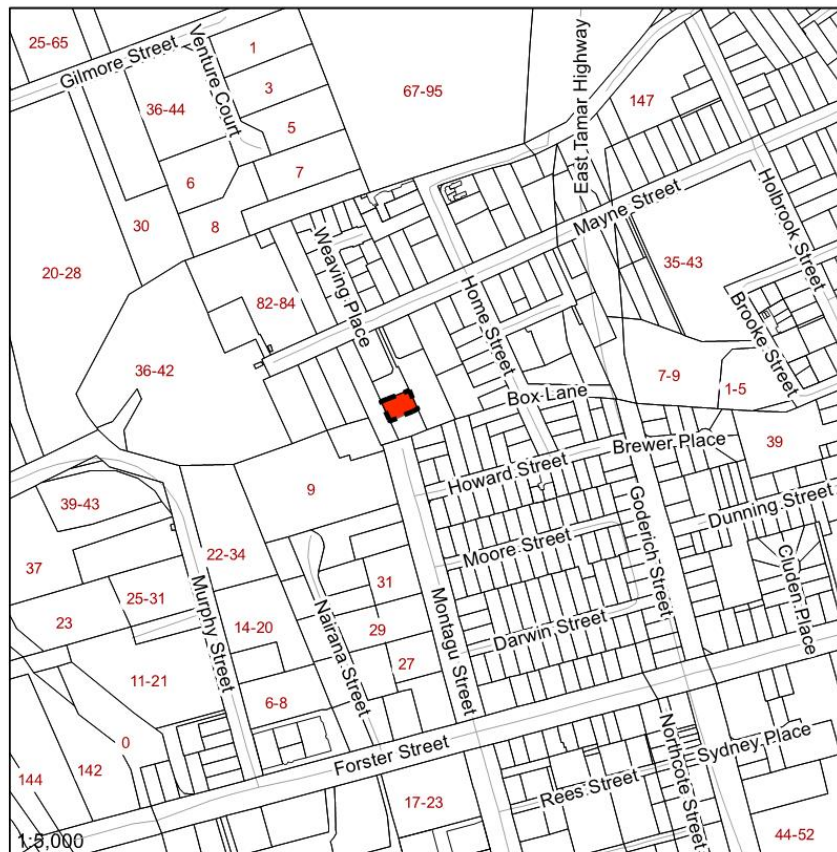 25-65
Gilmore Street
Venture Court
1
3
5
7
36-44
6
8
30
20-28
67-95
East Tamar Highway
147
Mayne Street
Holbrook Street
35-43
Brooke Street
Weaving Place
82-84
Home Street
36-42
7-9
1-5
Box Lane
Brewer Place
39
Howard Street
9
39-43
37
22-34
Dunning Street
Moore Street
Goderich Street
Cluden Place
31
25-31
Murphy Street
Nairana Street
Montagu Street
23
14-20
29
Darwin Street
27
11-21
6-8
0
142
144
Forster Street
Northcote Street
Sydney Place
Rees Street
17-23
44-52
1:5,000